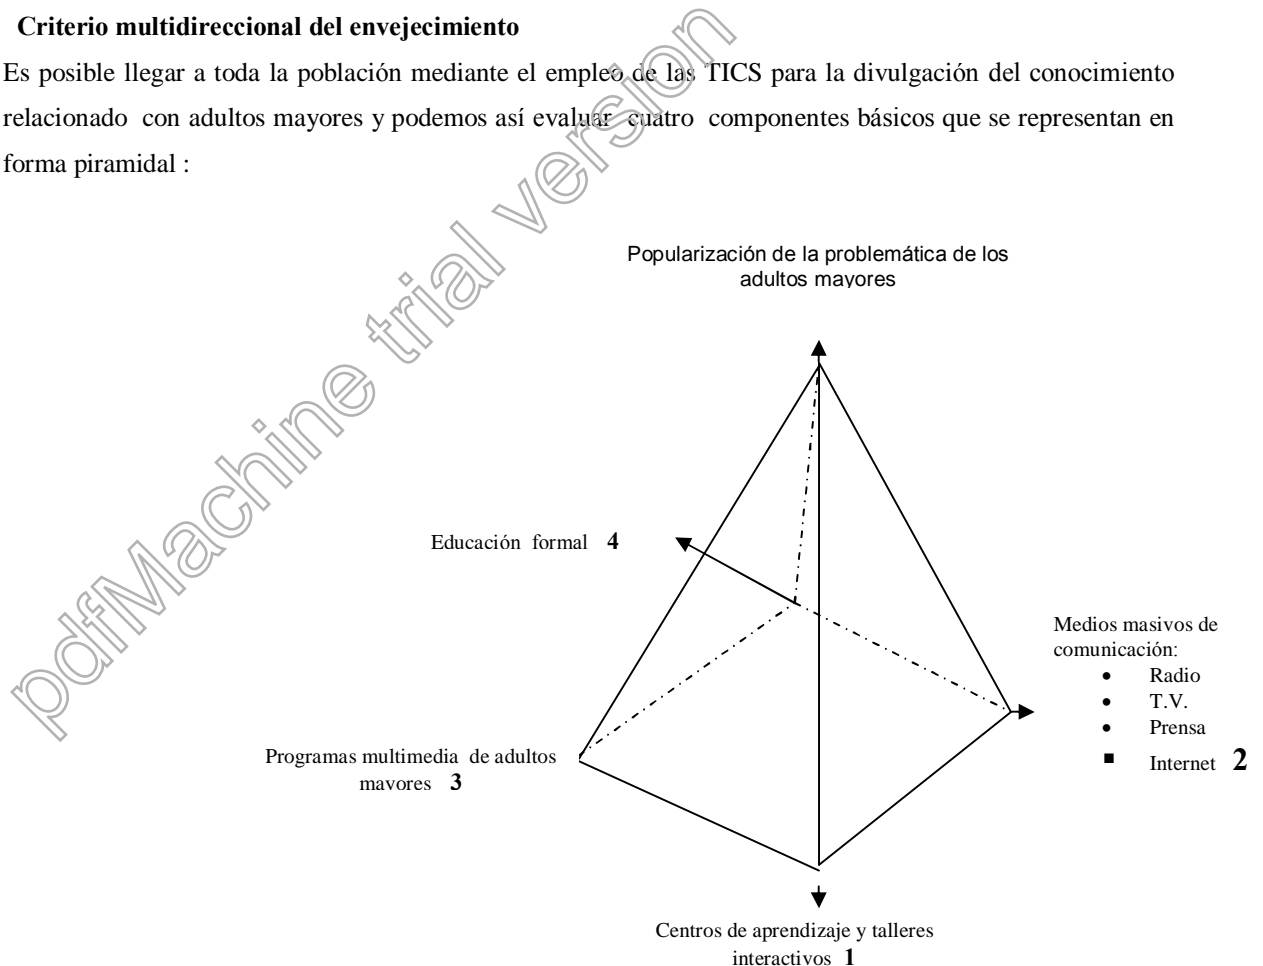 Criterio multidireccional del envejecimiento
Es posible llegar a toda la población mediante el empleo de las TICS para la divulgación del conocimiento
relacionado con adultos mayores y podemos así evaluar cuatro componentes básicos que se representan en
forma piramidal :
Popularización de la problemática de los
adultos mayores
Educación formal 4
Medios masivos de
comunicación:
• Radio
• T.V.
• Prensa
▪ Internet 2
Programas multimedia de adultos
mayores 3
Centros de aprendizaje y talleres
interactivos 1
pdfMachine trial version